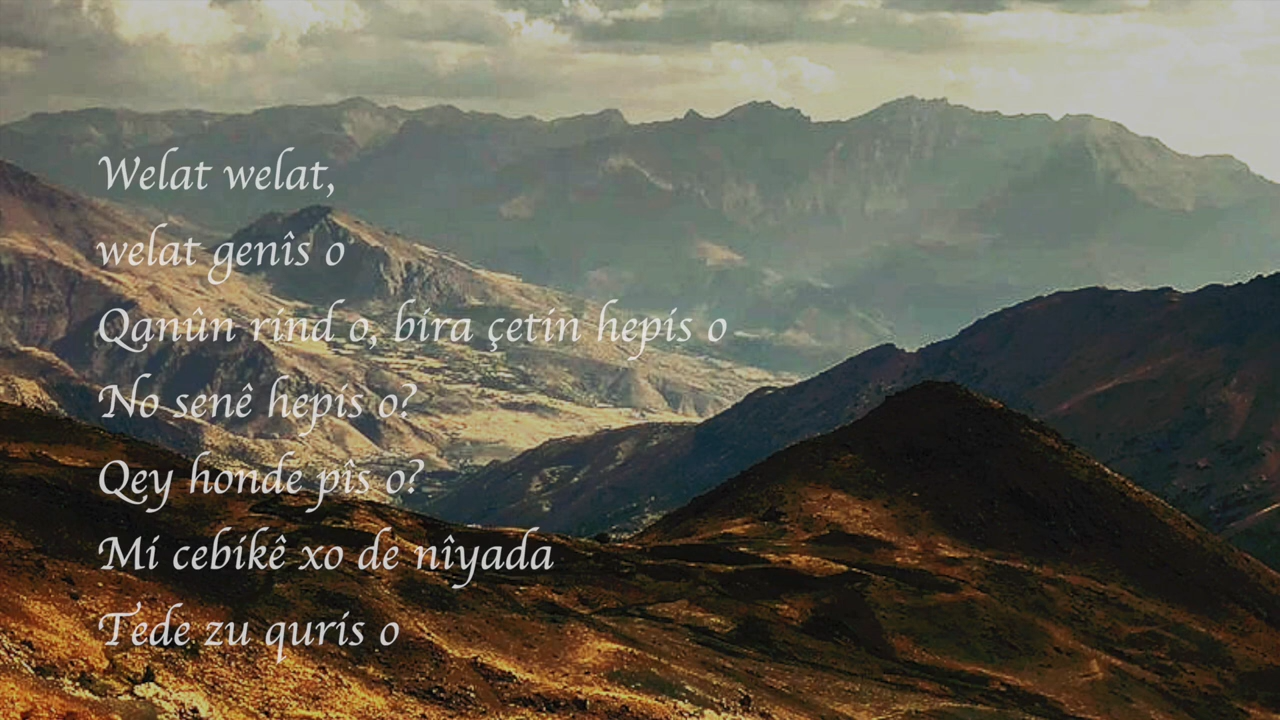 Welat welat,
welat genîs o
Qanûn rind o, bira çetin hepis o
No senê hepis o?
Qey honde pîs o?
Mi cebikê xo de nîyada
Tede zu quris o